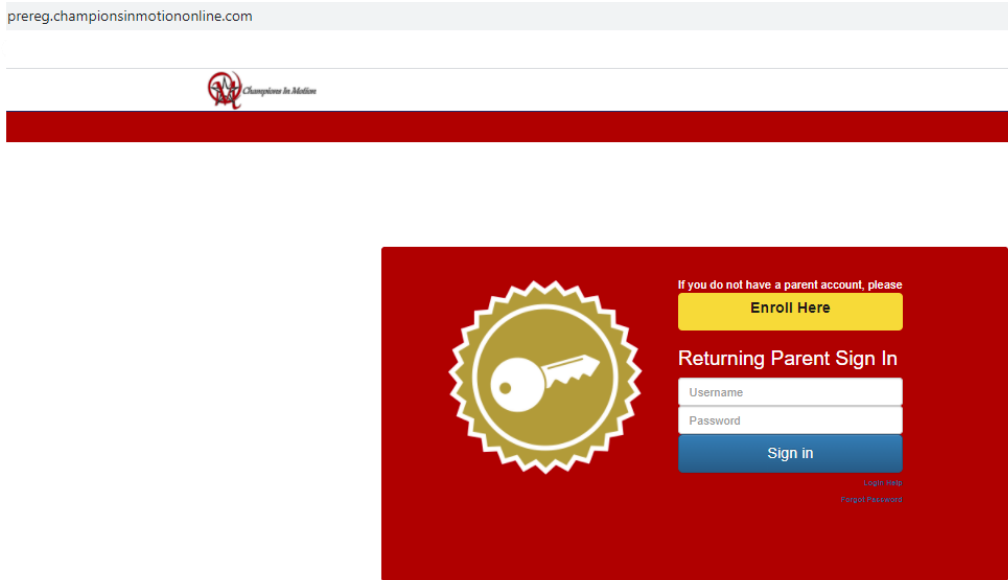 prereg.championsinmotiononline.com
Champions In Motion
If you do not have a parent account, please
Enroll Here
Returning Parent Sign In
Username
Password
Sign in
Login Help
Forgot Password